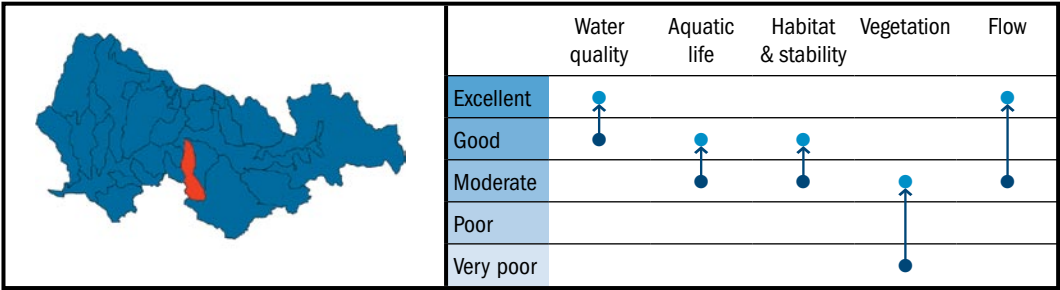 Water Aquatic Habitat Vegetation Flow
quality life & stability
Excellent
Good
Moderate
Poor
Very poor